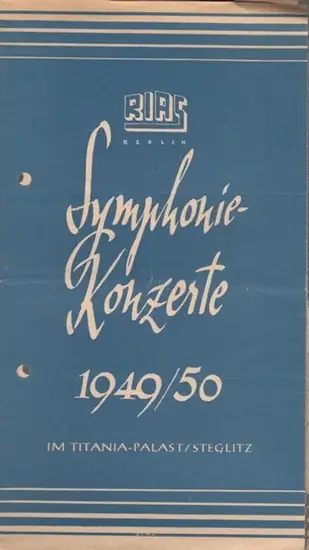 RIAS
BERLIN
Symphonie-
Konzerte
1949/50
IM TITANIA-PALAST/STEGLITZ